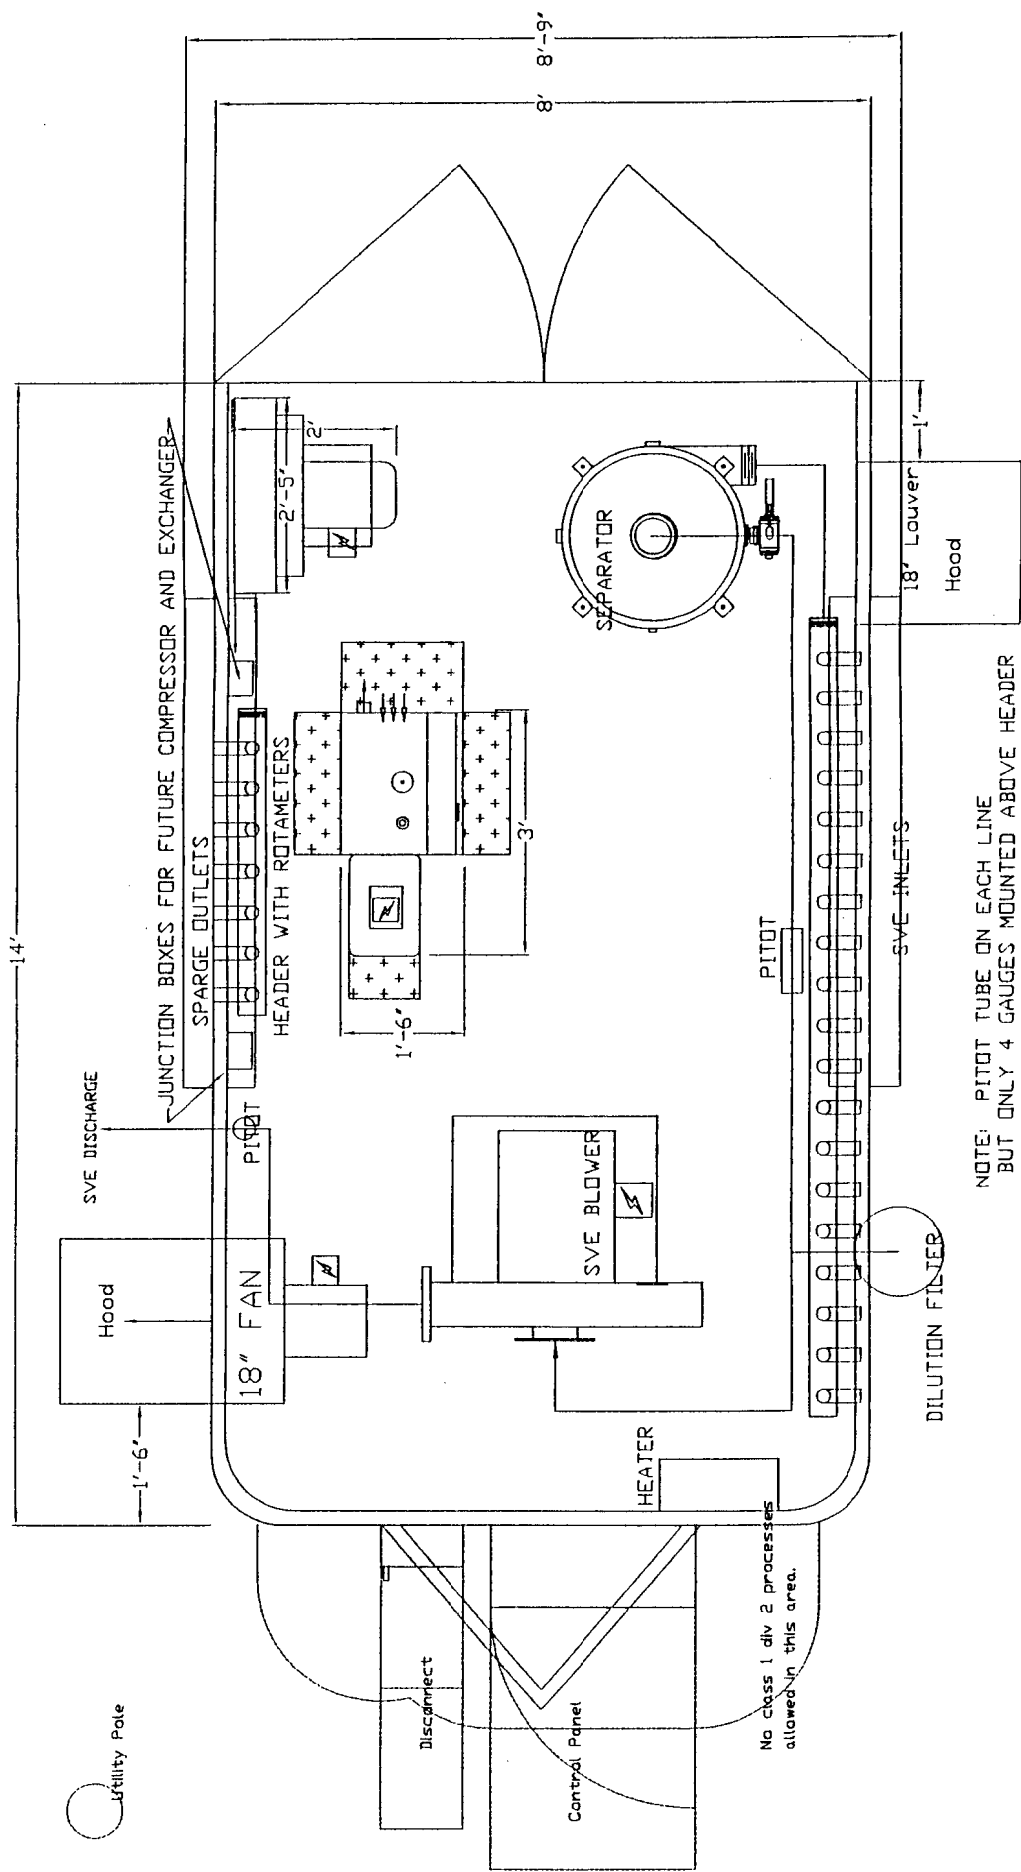 14'
8'-9"
8'
JUNCTION BOXES FOR FUTURE COMPRESSOR AND EXCHANGER
SPARGE OUTLETS
HEADER WITH ROTAMETERS
SVE DISCHARGE
PITOT
Hood
18" FAN
1'-6"
2'
2'-5"
3'
1'-6"
SVE BLOWER
SEPARATOR
PITOT
HEATER
1'
18" Louver
Hood
SVE INLETS
DILUTION FILTER
NOTE: PITOT TUBE ON EACH LINE
BUT ONLY 4 GAUGES MOUNTED ABOVE HEADER
Utility Pole
Disconnect
Control Panel
No class 1 div 2 processes
allowed in this area.